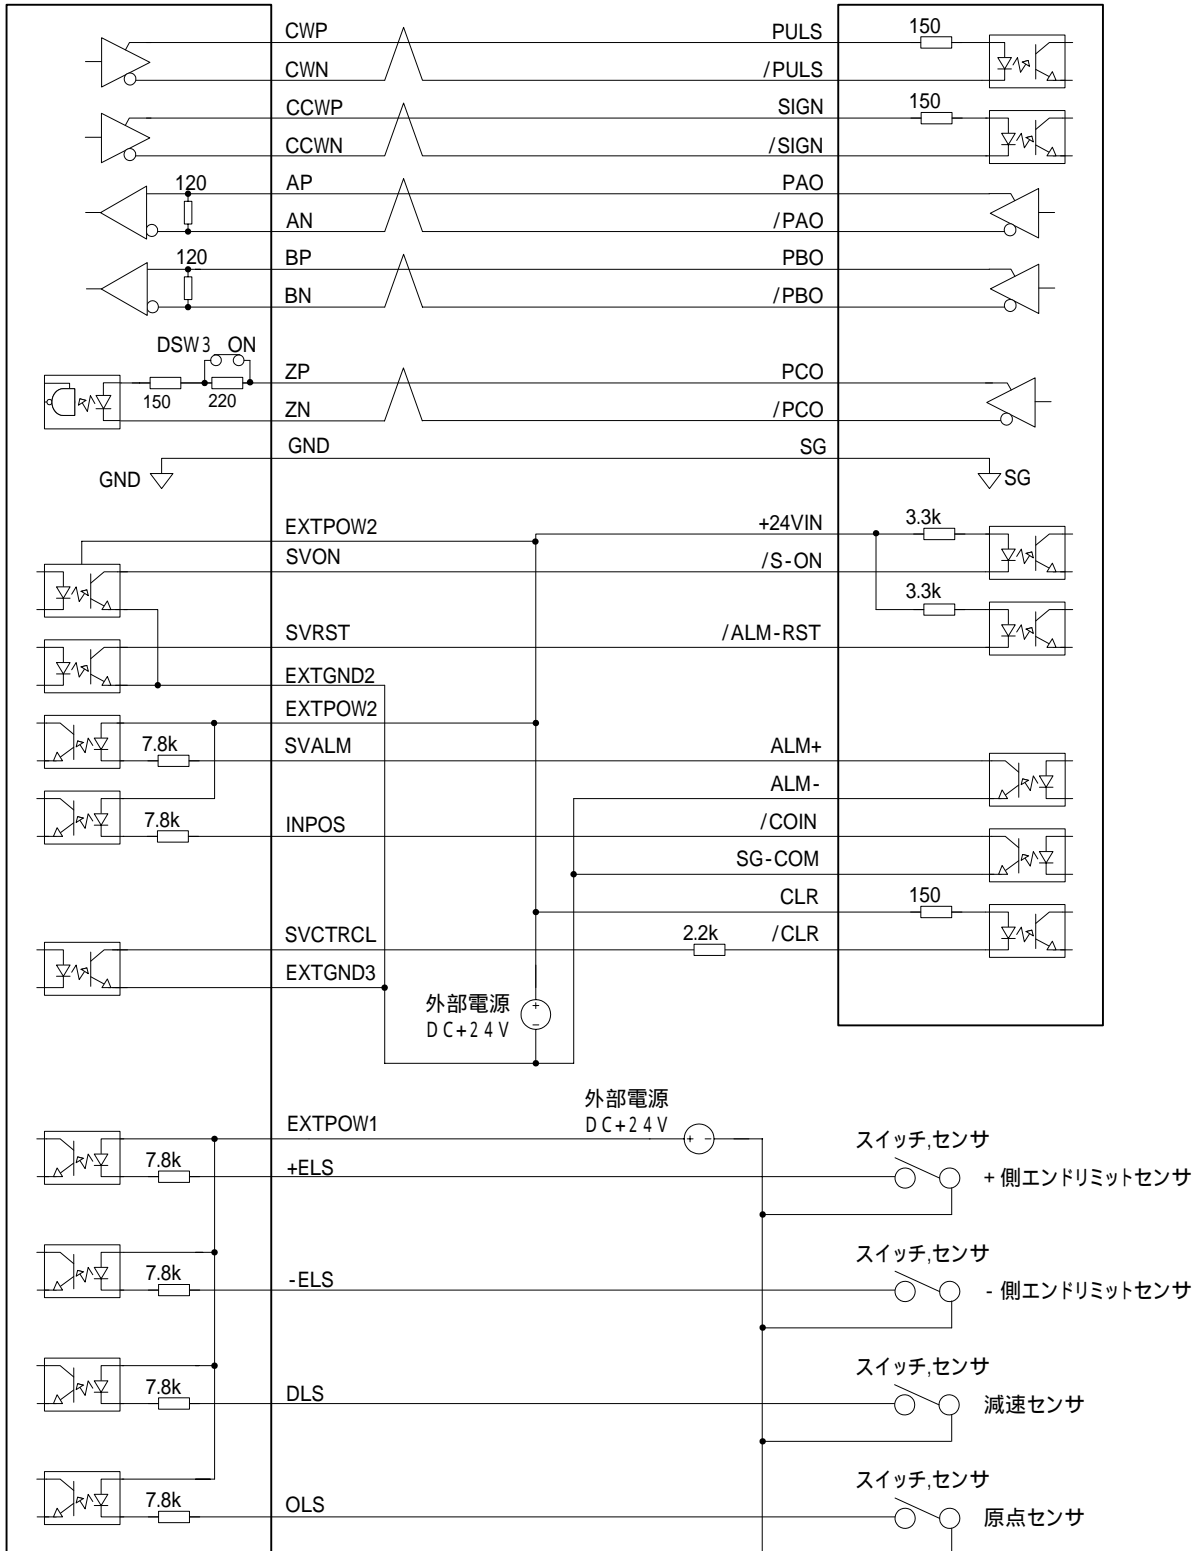 CWP PULS 150
CWN /PULS
CCWP SIGN 150
CCWN /SIGN
120 AP PAO
AN /PAO
120 BP PBO
BN /PBO
DSW3 ON
ZP PCO
150 220 ZN /PCO
GND SG
GND SG
EXTPOW2 +24VIN 3.3k
SVON /S-ON
3.3k
SVRST /ALM-RST
EXTGND2
EXTPOW2
7.8k SVALM ALM+
ALM-
7.8k INPOS /COIN
SG-COM
CLR 150
SVCTRCL 2.2k /CLR
EXTGND3
外部電源
DC+24V
+
−
外部電源
EXTPOW1 DC+24V + −
スイッチ,センサ
7.8k +ELS +側エンドリミットセンサ
スイッチ,センサ
7.8k -ELS -側エンドリミットセンサ
スイッチ,センサ
7.8k DLS 減速センサ
スイッチ,センサ
7.8k OLS 原点センサ